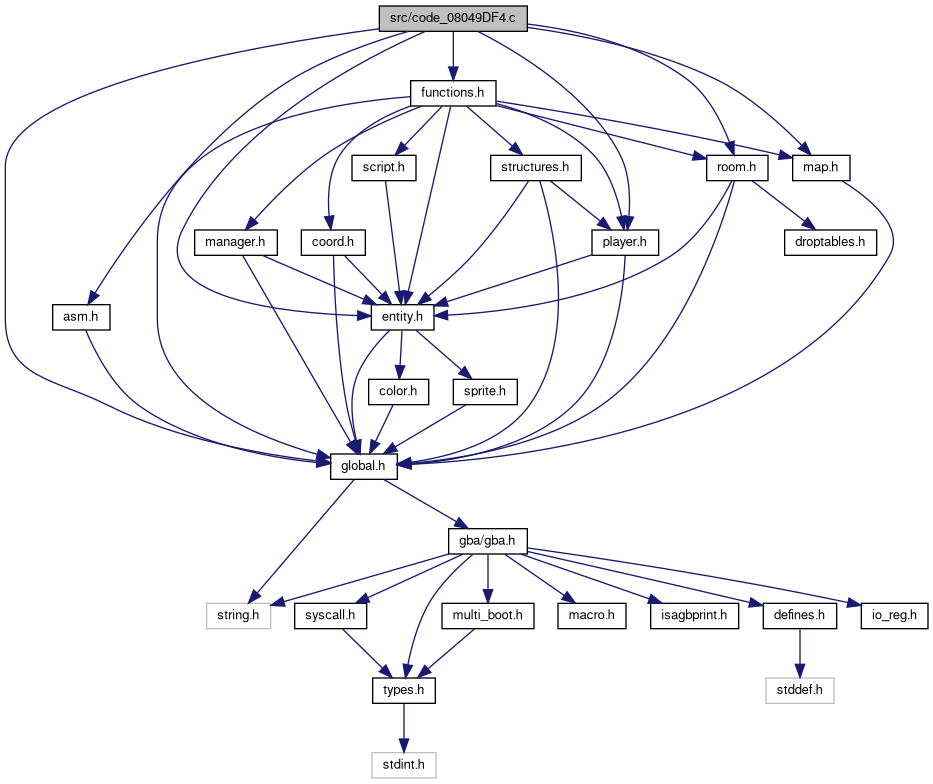 src/code_08049DF4.c
functions.h
script.h
structures.h
room.h
map.h
manager.h
coord.h
player.h
droptables.h
asm.h
entity.h
color.h
sprite.h
global.h
gba/gba.h
string.h
syscall.h
multi_boot.h
macro.h
isagbprint.h
defines.h
io_reg.h
types.h
stddef.h
stdint.h